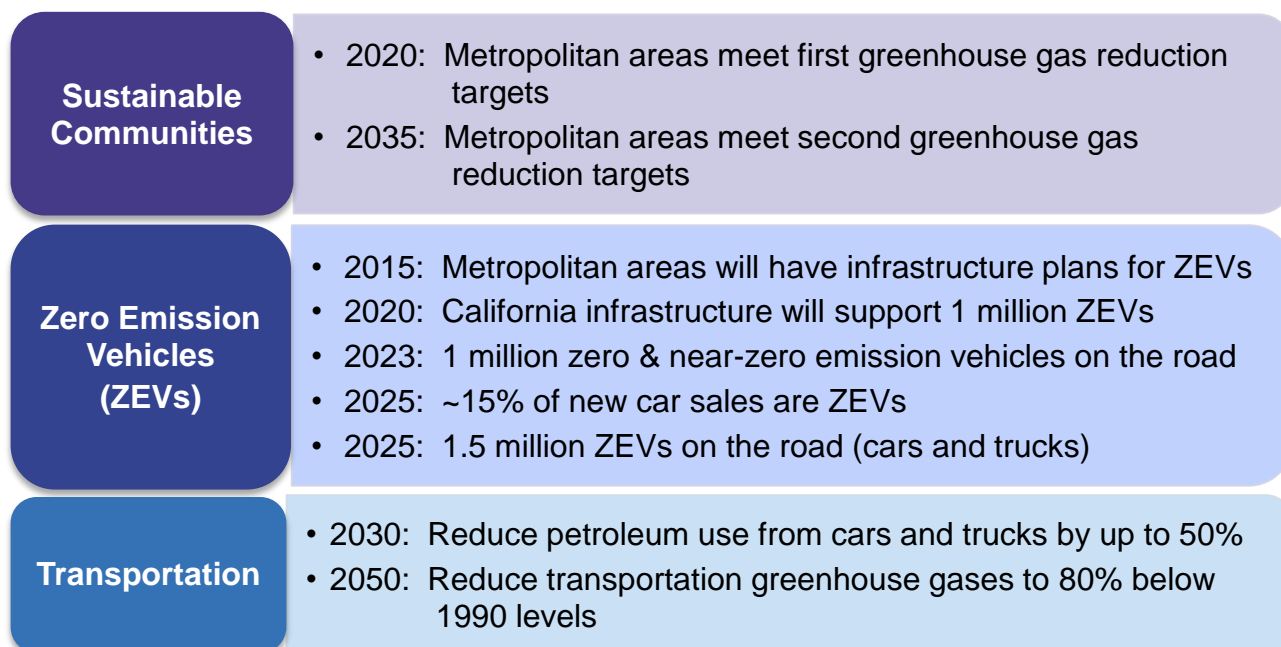 Sustainable
Communities
• 2020: Metropolitan areas meet first greenhouse gas reduction
targets
• 2035: Metropolitan areas meet second greenhouse gas
reduction targets
Zero Emission
Vehicles
(ZEVs)
• 2015: Metropolitan areas will have infrastructure plans for ZEVs
• 2020: California infrastructure will support 1 million ZEVs
• 2023: 1 million zero & near-zero emission vehicles on the road
• 2025: ~15% of new car sales are ZEVs
• 2025: 1.5 million ZEVs on the road (cars and trucks)
Transportation
• 2030: Reduce petroleum use from cars and trucks by up to 50%
• 2050: Reduce transportation greenhouse gases to 80% below
1990 levels